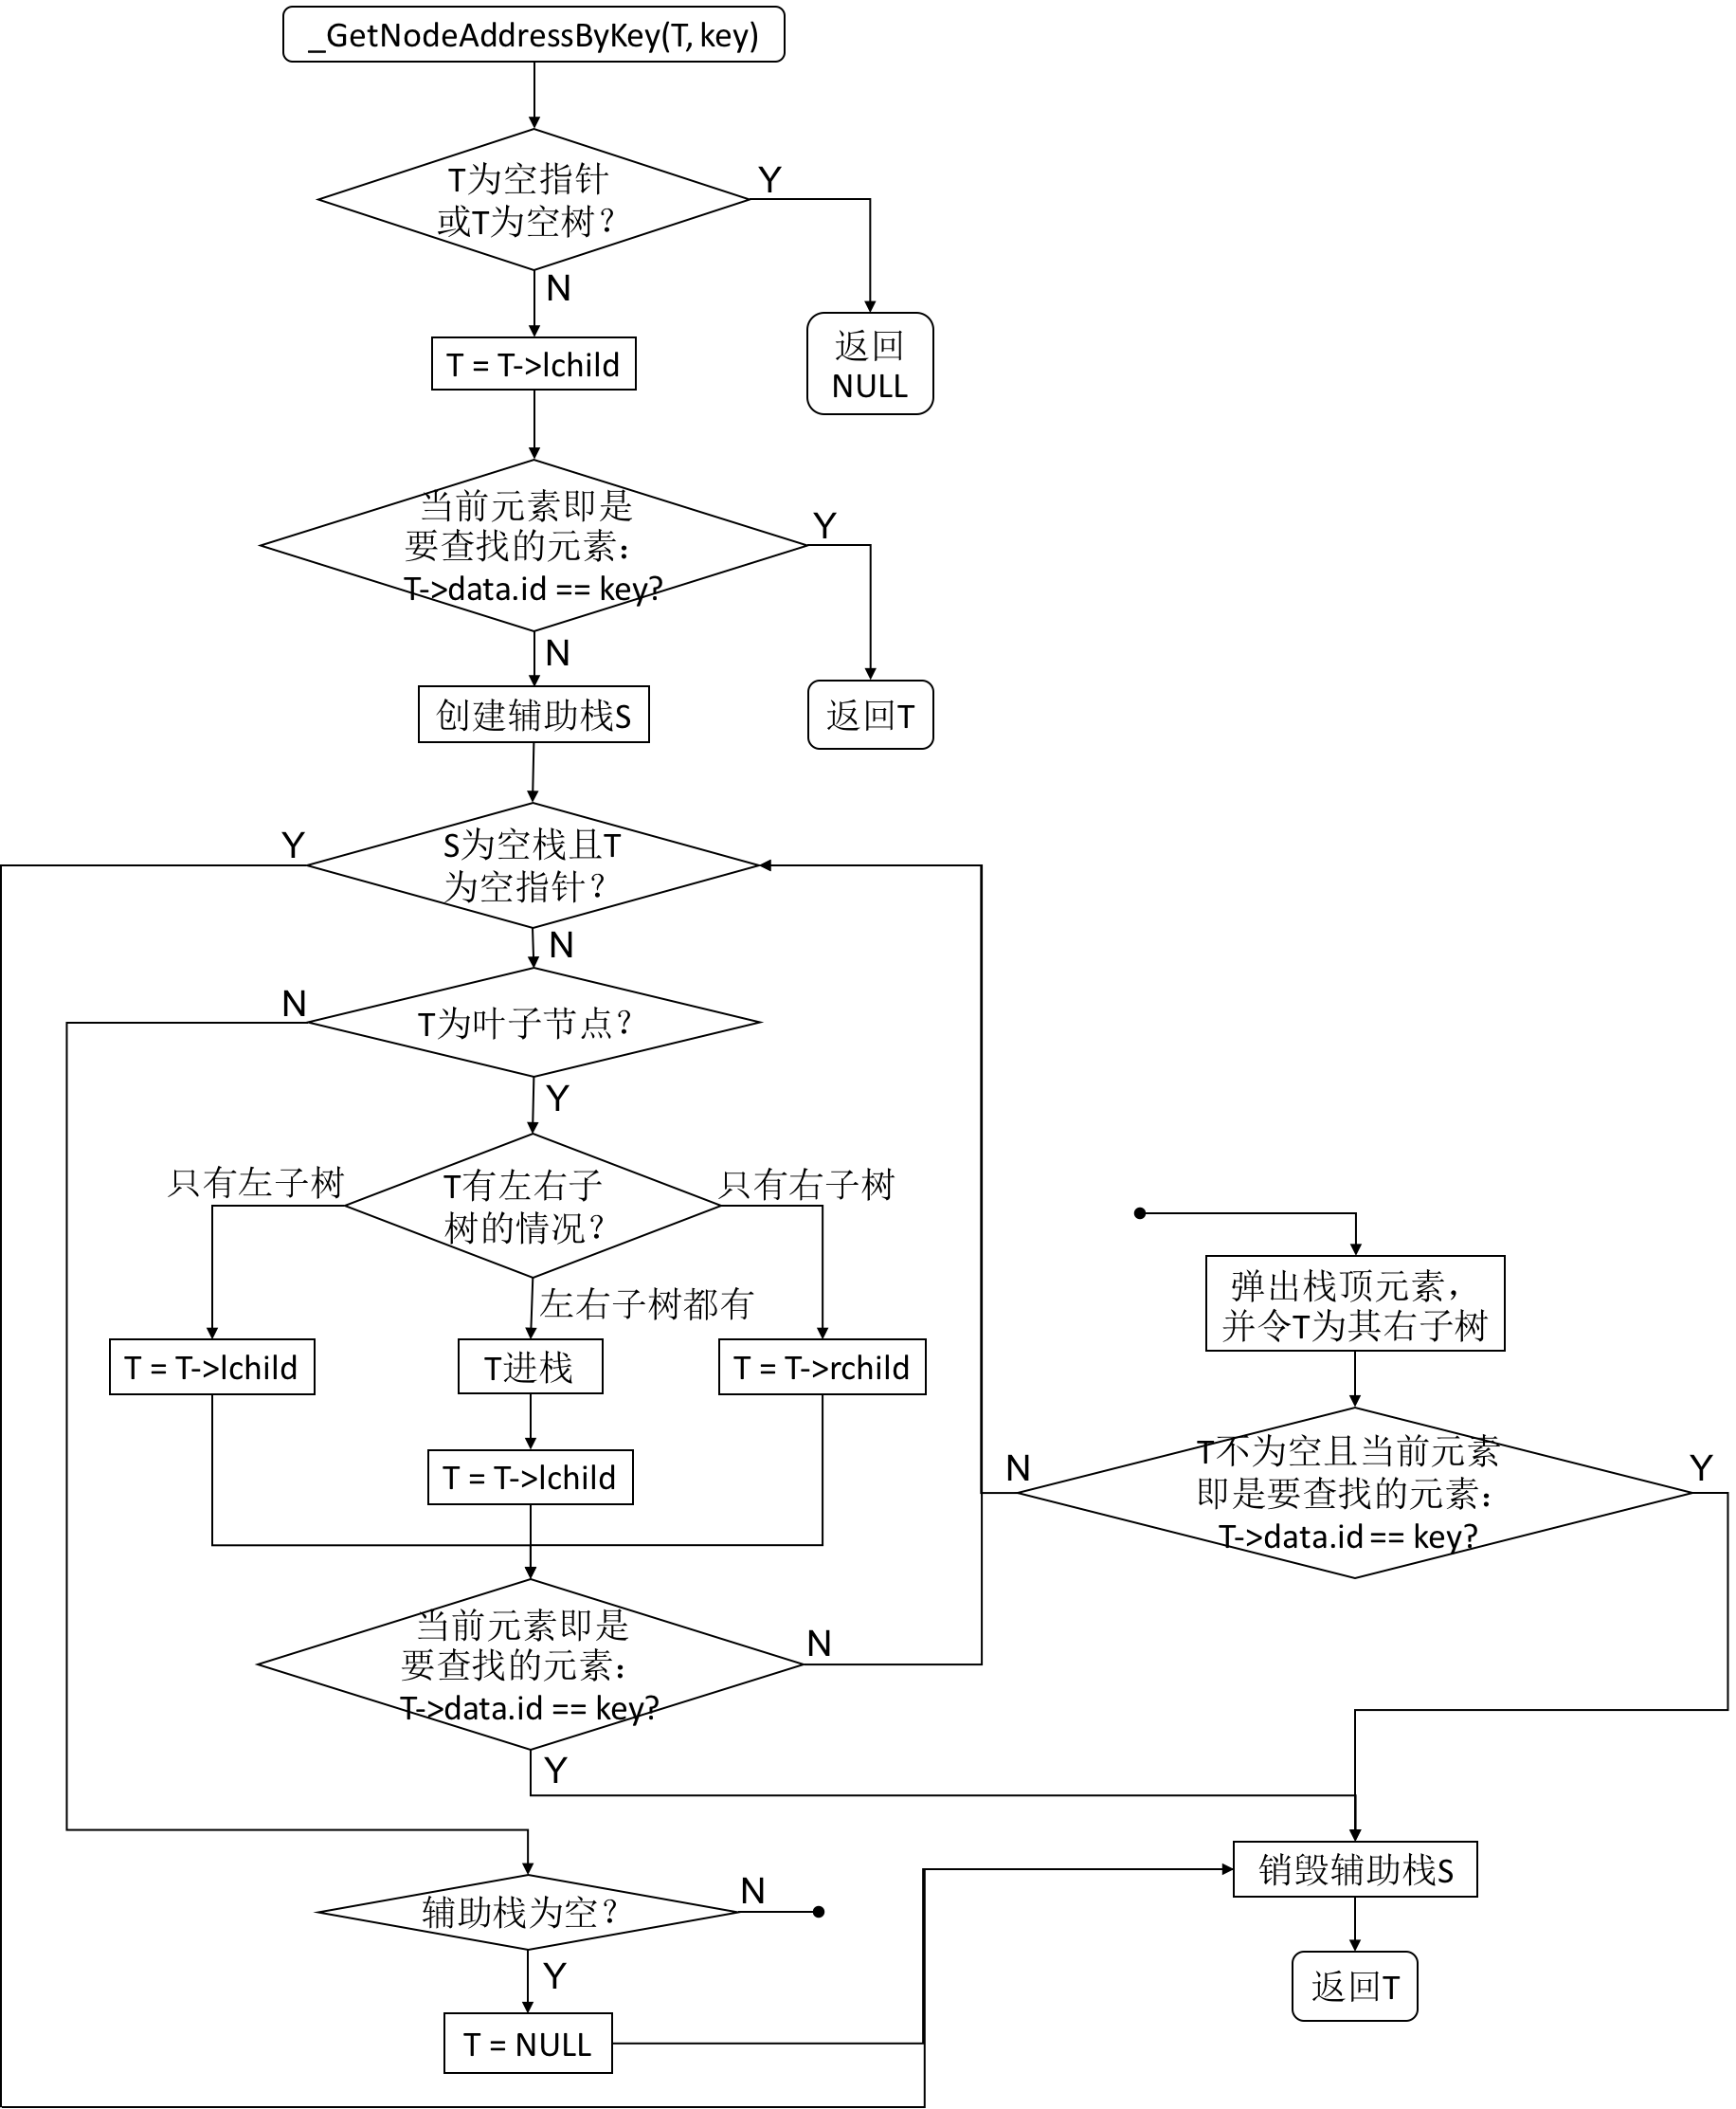 _GetNodeAddressByKey(T, key)
T为空指针
或T为空树？
Y
N
返回
NULL
T = T->lchild
当前元素即是
要查找的元素：
T->data.id == key?
Y
N
返回T
创建辅助栈S
S为空栈且T
为空指针？
Y
N
T为叶子节点？
N
Y
T有左右子
树的情况？
只有左子树
只有右子树
左右子树都有
T = T->lchild
T进栈
T = T->rchild
T = T->lchild
当前元素即是
要查找的元素：
T->data.id == key?
N
Y
弹出栈顶元素，
并令T为其右子树
T不为空且当前元素
即是要查找的元素：
T->data.id == key?
N
Y
辅助栈为空？
N
Y
T = NULL
销毁辅助栈S
返回T